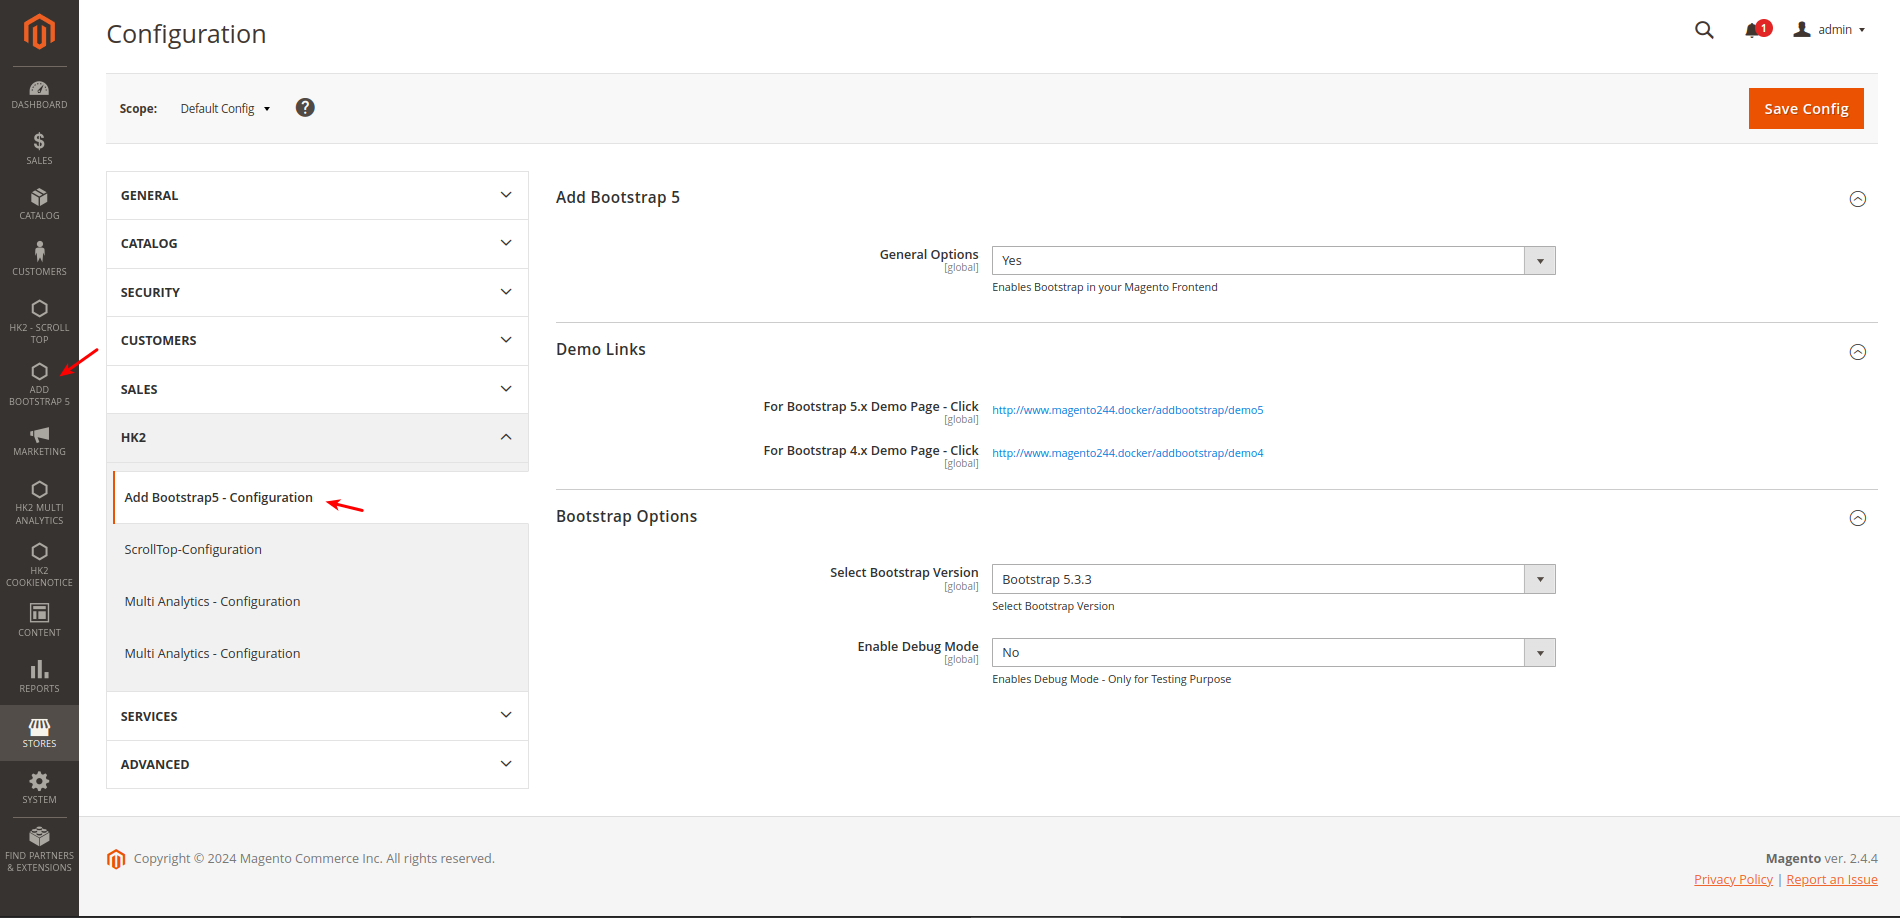 Configuration
1
admin
DASHBOARD
SALES
CATALOG
CUSTOMERS
HK2 - SCROLL
TOP
ADD
BOOTSTRAP 5
MARKETING
HK2 MULTI
ANALYTICS
HK2
COOKIENOTICE
CONTENT
REPORTS
STORES
SYSTEM
FIND PARTNERS
& EXTENSIONS
Scope: Default Config ?
Save Config
GENERAL
CATALOG
SECURITY
CUSTOMERS
SALES
HK2
Add Bootstrap5 - Configuration
ScrollTop-Configuration
Multi Analytics - Configuration
Multi Analytics - Configuration
SERVICES
ADVANCED
Add Bootstrap 5
General Options Yes
[global]
Enables Bootstrap in your Magento Frontend
Demo Links
For Bootstrap 5.x Demo Page - Click http://www.magento244.docker/addbootstrap/demo5
[global]
For Bootstrap 4.x Demo Page - Click http://www.magento244.docker/addbootstrap/demo4
[global]
Bootstrap Options
Select Bootstrap Version Bootstrap 5.3.3
[global]
Select Bootstrap Version
Enable Debug Mode No
[global]
Enables Debug Mode - Only for Testing Purpose
Copyright © 2024 Magento Commerce Inc. All rights reserved.
Magento ver. 2.4.4
Privacy Policy | Report an Issue